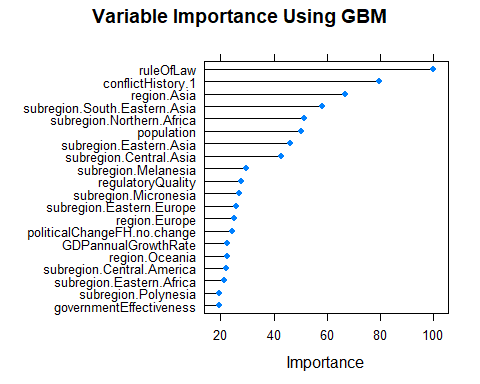 Variable Importance Using GBM
ruleOfLaw
conflictHistory.1
region.Asia
subregion.South.Eastern.Asia
subregion.Northern.Africa
population
subregion.Eastern.Asia
subregion.Central.Asia
subregion.Melanesia
regulatoryQuality
subregion.Micronesia
subregion.Eastern.Europe
region.Europe
politicalChangeFH.no.change
GDPannualGrowthRate
region.Oceania
subregion.Central.America
subregion.Eastern.Africa
subregion.Polynesia
governmentEffectiveness
20 40 60 80 100
Importance